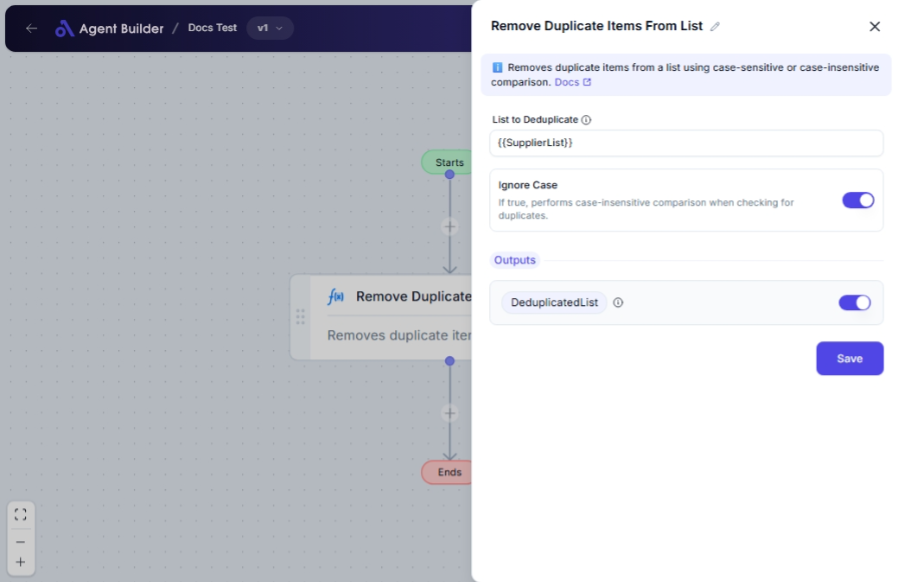 Agent Builder / Docs Test v1
Starts
Remove Duplicate
Removes duplicate iter
Ends
Remove Duplicate Items From List
Removes duplicate items from a list using case-sensitive or case-insensitive
comparison. Docs
List to Deduplicate
{{SupplierList}}
Ignore Case
If true, performs case-insensitive comparison when checking for
duplicates.
Outputs
DeduplicatedList
Save